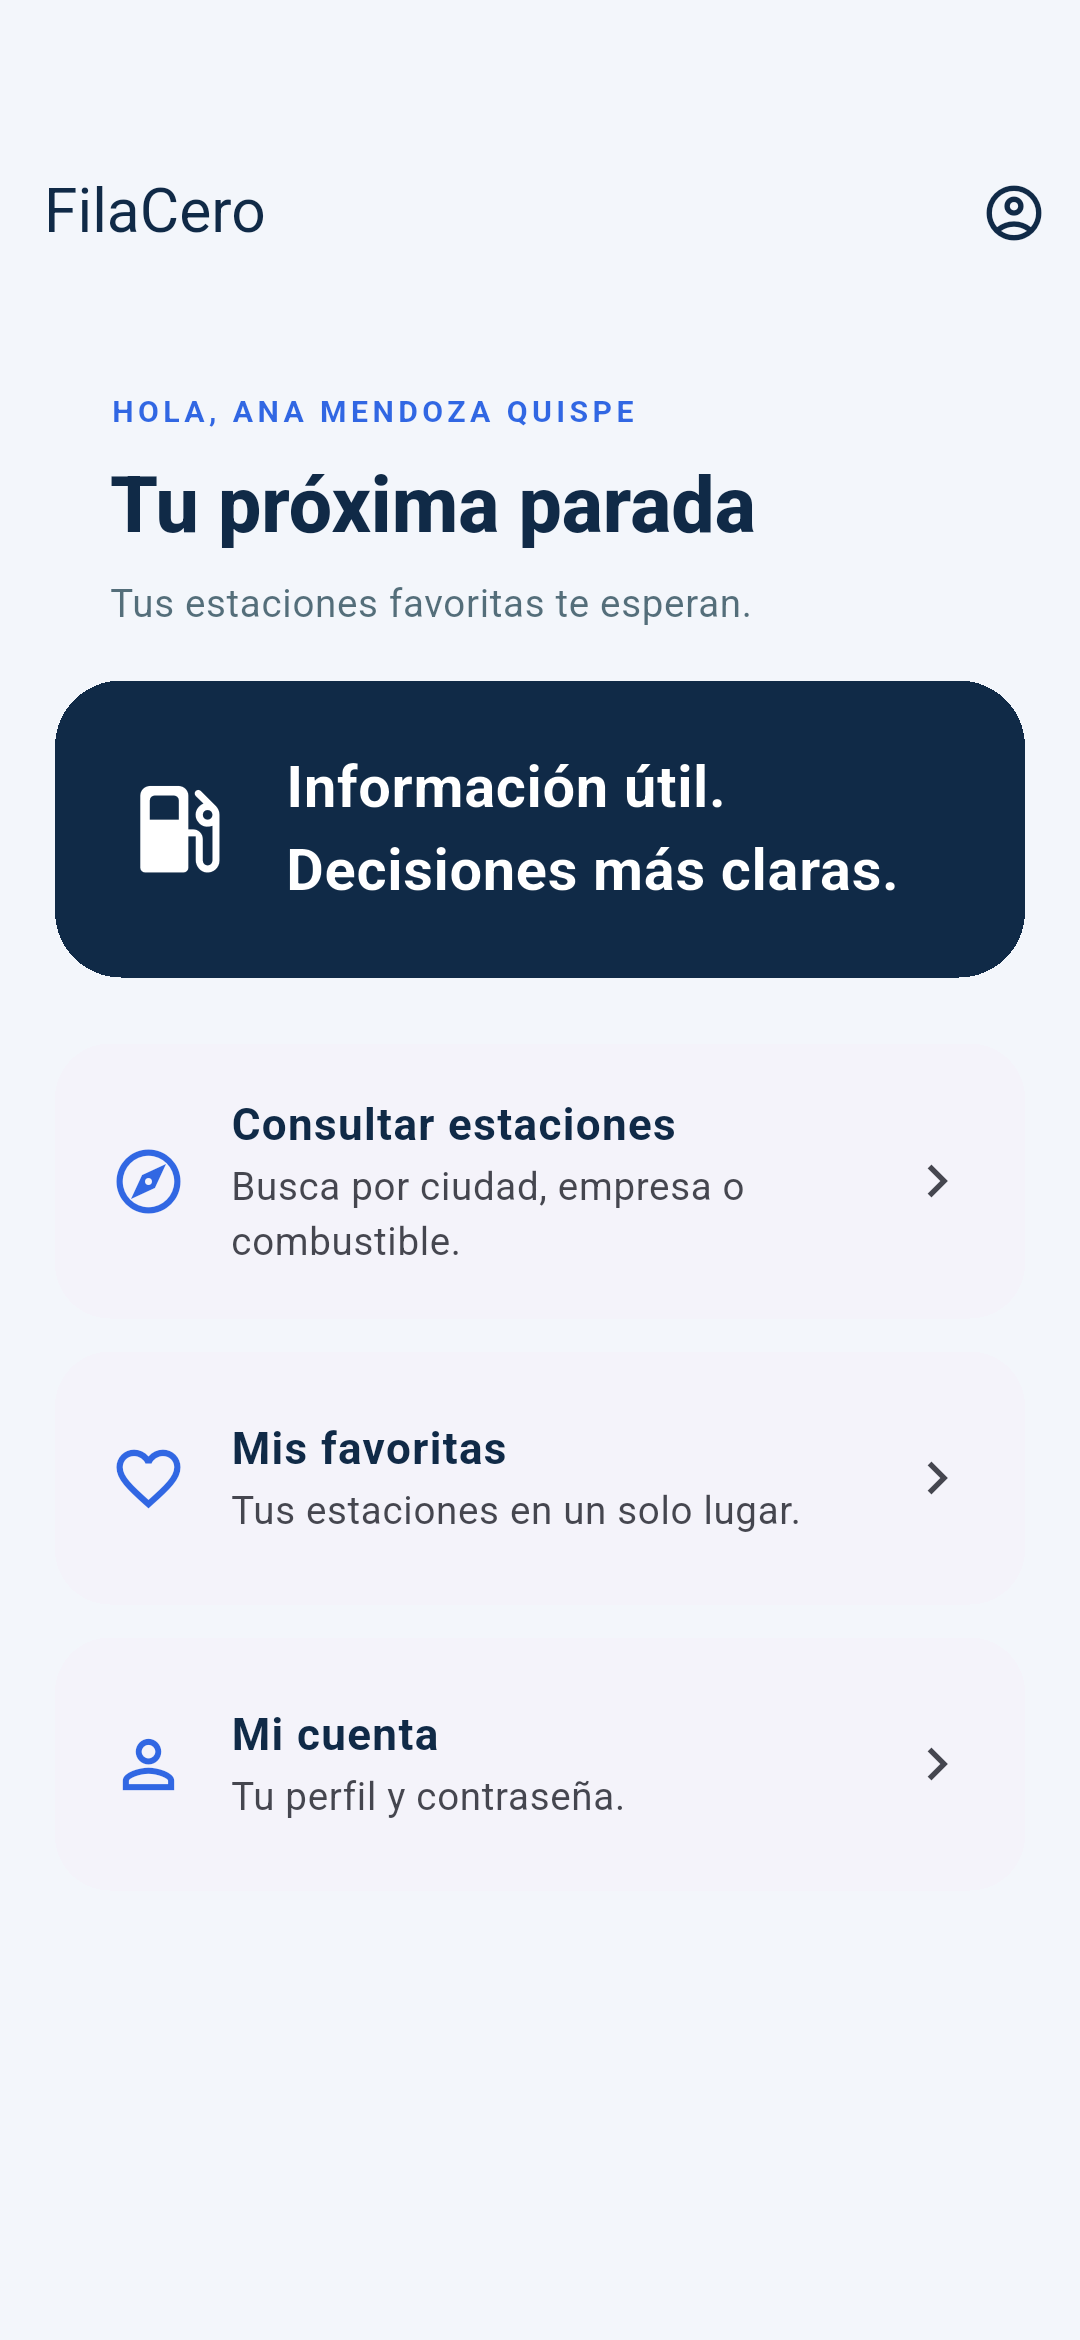 FilaCero
HOLA, ANA MENDOZA QUISPE
Tu próxima parada
Tus estaciones favoritas te esperan.
Información útil.
Decisiones más claras.
Consultar estaciones
Busca por ciudad, empresa o
combustible.
Mis favoritas
Tus estaciones en un solo lugar.
Mi cuenta
Tu perfil y contraseña.